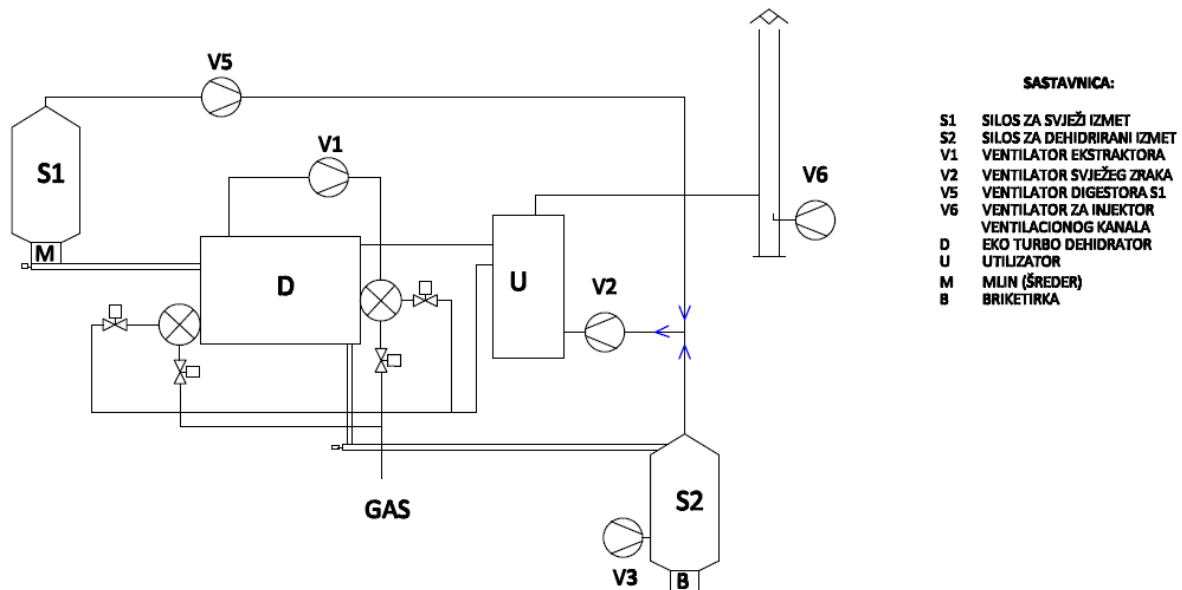 V5
S1
M
V1
D
U
V2
V6
GAS
S2
V3
B
SASTAVNICA:
S1 SILOS ZA SVJEŽI IZMET
S2 SILOS ZA DEHIDRIRANI IZMET
V1 VENTILATOR EKSTRAKTORA
V2 VENTILATOR SVJEŽEG ZRAKA
V5 VENTILATOR DIGESTORA S1
V6 VENTILATOR ZA INJEKTOR
VENTILACIONOG KANALA
D EKO TURBO DEHIDRATOR
U UTILIZATOR
M MLIN (ŠREDER)
B BRIKETIRKA